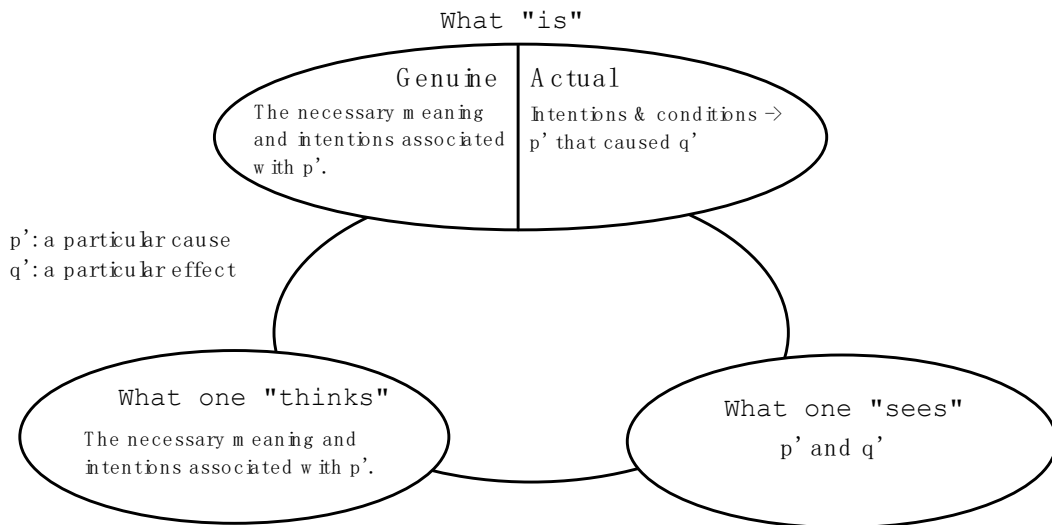 What "is"
Genuine
The necessary meaning
and intentions associated
with p’.
Actual
Intentions & conditions →
p’ that caused q’
p’: a particular cause
q’: a particular effect
What one "thinks"
The necessary meaning and
intentions associated with p’.
What one "sees"
p’ and q’